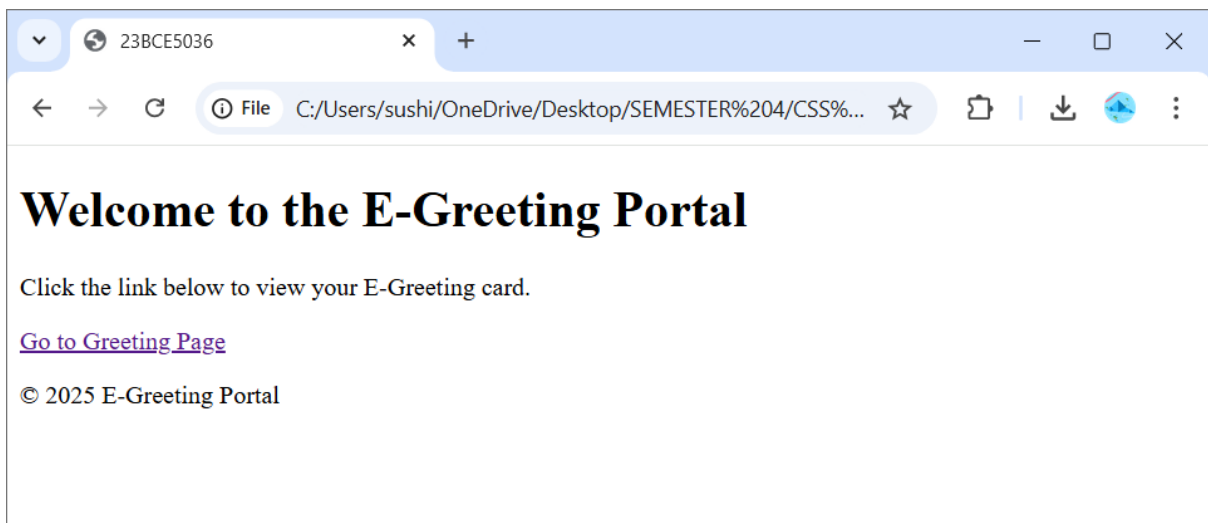 23BCE5036
File C:/Users/sushi/OneDrive/Desktop/SEMESTER%204/CSS%...
Welcome to the E-Greeting Portal
Click the link below to view your E-Greeting card.
Go to Greeting Page
© 2025 E-Greeting Portal